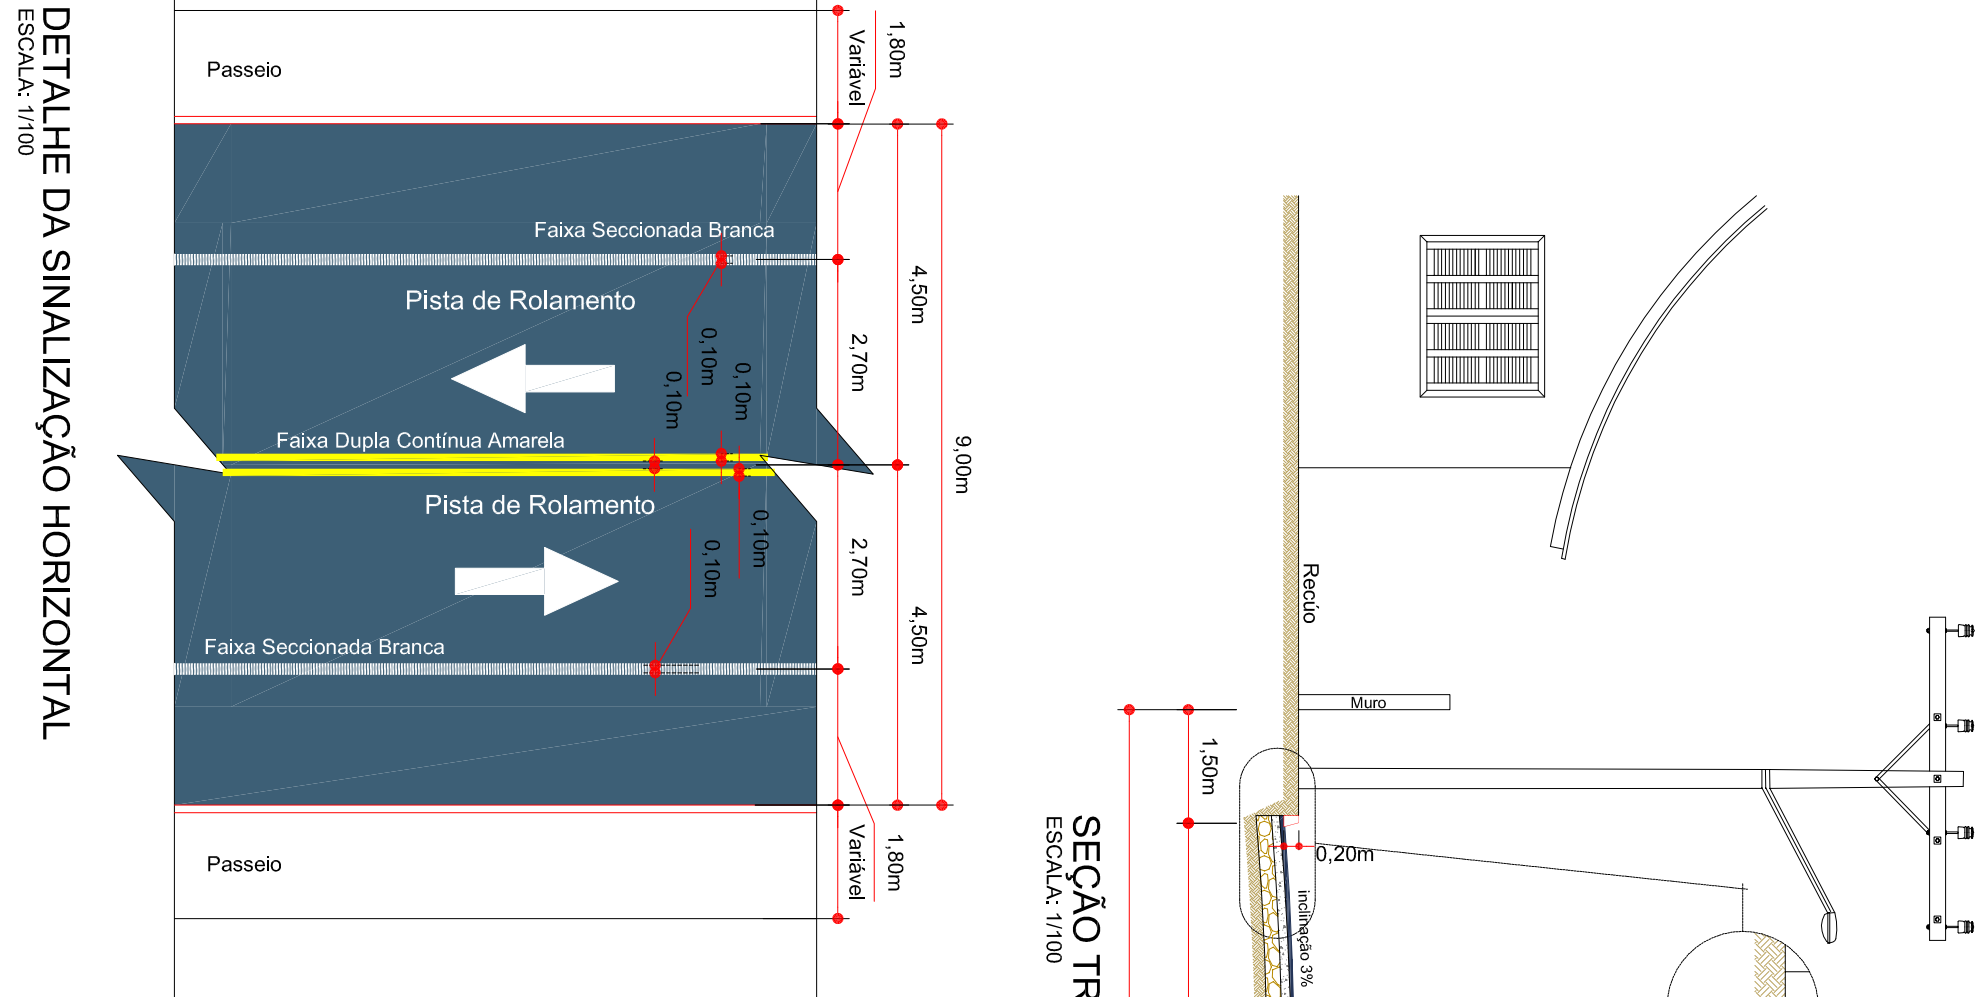 DETALHE DA SINALIZAÇÃO HORIZONTAL
ESCALA: 1/100
Passeio
Variável
1,80m
Faixa Seccionada Branca
Pista de Rolamento
0,10m
0,10m
0,10m
Faixa Dupla Contínua Amarela
Pista de Rolamento
0,10m
0,10m
Faixa Seccionada Branca
2,70m
4,50m
9,00m
2,70m
4,50m
Passeio
Variável
1,80m
Recúo
Muro
1,50m
0,20m
inclinação 3%
SEÇÃO TR
ESCALA: 1/100